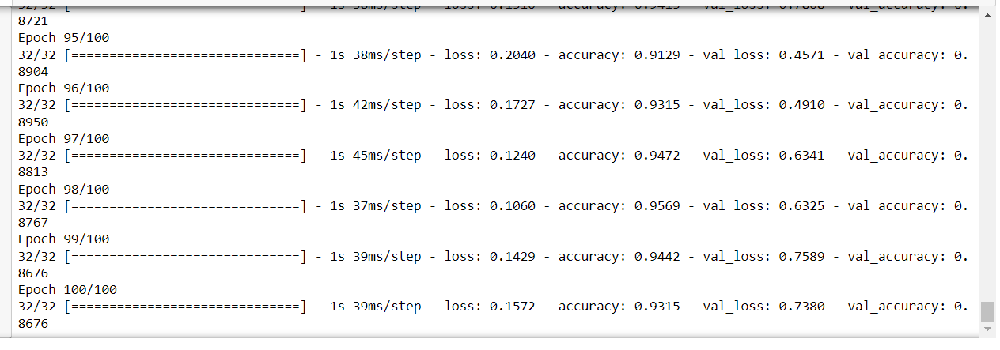 8721
Epoch 95/100
32/32 [==============================] - 1s 38ms/step - loss: 0.2040 - accuracy: 0.9129 - val_loss: 0.4571 - val_accuracy: 0.
8904
Epoch 96/100
32/32 [==============================] - 1s 42ms/step - loss: 0.1727 - accuracy: 0.9315 - val_loss: 0.4910 - val_accuracy: 0.
8950
Epoch 97/100
32/32 [==============================] - 1s 45ms/step - loss: 0.1240 - accuracy: 0.9472 - val_loss: 0.6341 - val_accuracy: 0.
8813
Epoch 98/100
32/32 [==============================] - 1s 37ms/step - loss: 0.1060 - accuracy: 0.9569 - val_loss: 0.6325 - val_accuracy: 0.
8767
Epoch 99/100
32/32 [==============================] - 1s 39ms/step - loss: 0.1429 - accuracy: 0.9442 - val_loss: 0.7589 - val_accuracy: 0.
8676
Epoch 100/100
32/32 [==============================] - 1s 39ms/step - loss: 0.1572 - accuracy: 0.9315 - val_loss: 0.7380 - val_accuracy: 0.
8676